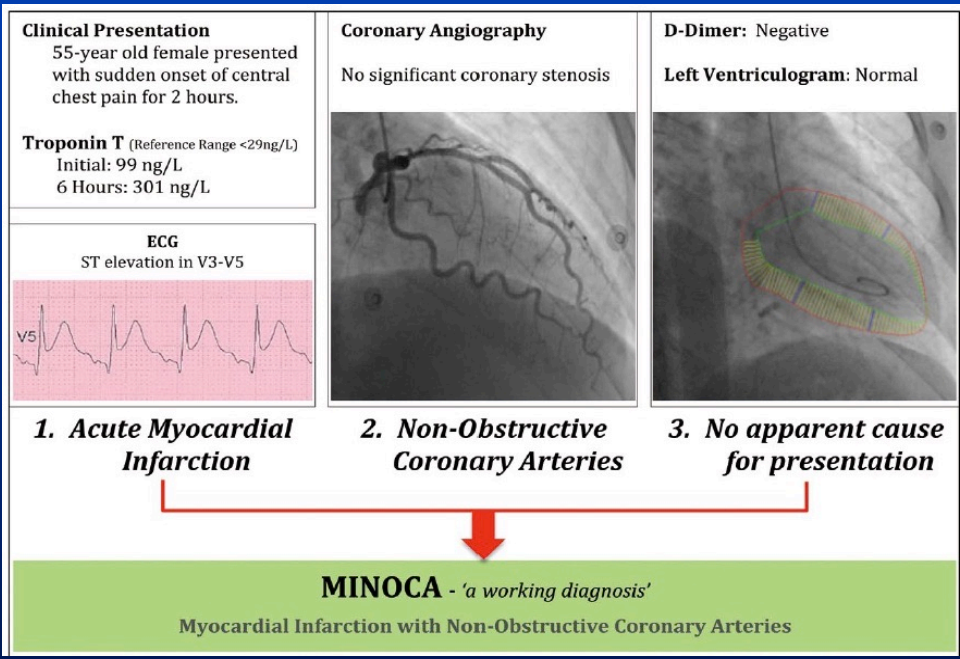 Clinical Presentation
55-year old female presented
with sudden onset of central
chest pain for 2 hours.
Troponin T (Reference Range <29ng/L)
Initial: 99 ng/L
6 Hours: 301 ng/L
ECG
ST elevation in V3-V5
V5
1. Acute Myocardial
Infarction
Coronary Angiography
No significant coronary stenosis
2. Non-Obstructive
Coronary Arteries
D-Dimer: Negative
Left Ventriculogram: Normal
3. No apparent cause
for presentation
MINOCA - ‘a working diagnosis’
Myocardial Infarction with Non-Obstructive Coronary Arteries